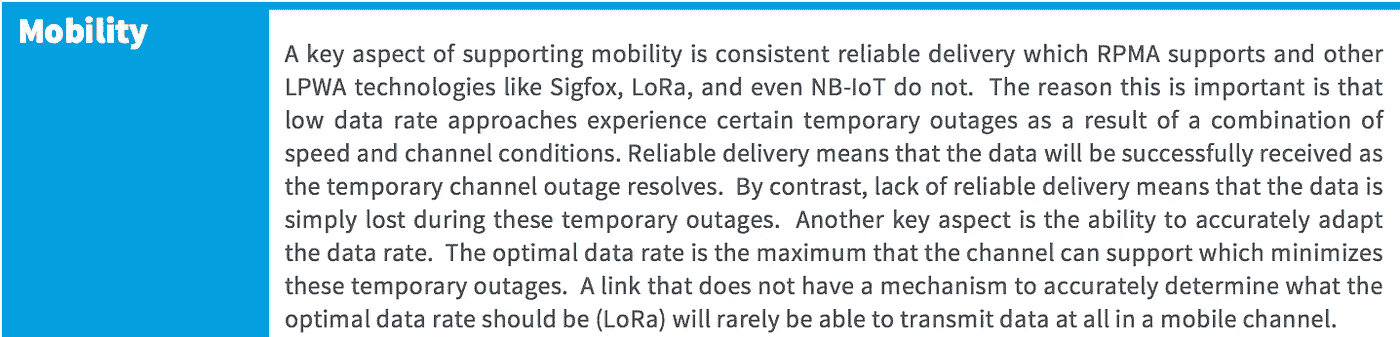 Mobility
A key aspect of supporting mobility is consistent reliable delivery which RPMA supports and other
LPWA technologies like Sigfox, LoRa, and even NB-IoT do not.  The reason this is important is that
low data rate approaches experience certain temporary outages as a result of a combination of
speed and channel conditions. Reliable delivery means that the data will be successfully received as
the temporary channel outage resolves.  By contrast, lack of reliable delivery means that the data is
simply lost during these temporary outages.  Another key aspect is the ability to accurately adapt
the data rate.  The optimal data rate is the maximum that the channel can support which minimizes
these temporary outages.  A link that does not have a mechanism to accurately determine what the
optimal data rate should be (LoRa) will rarely be able to transmit data at all in a mobile channel.